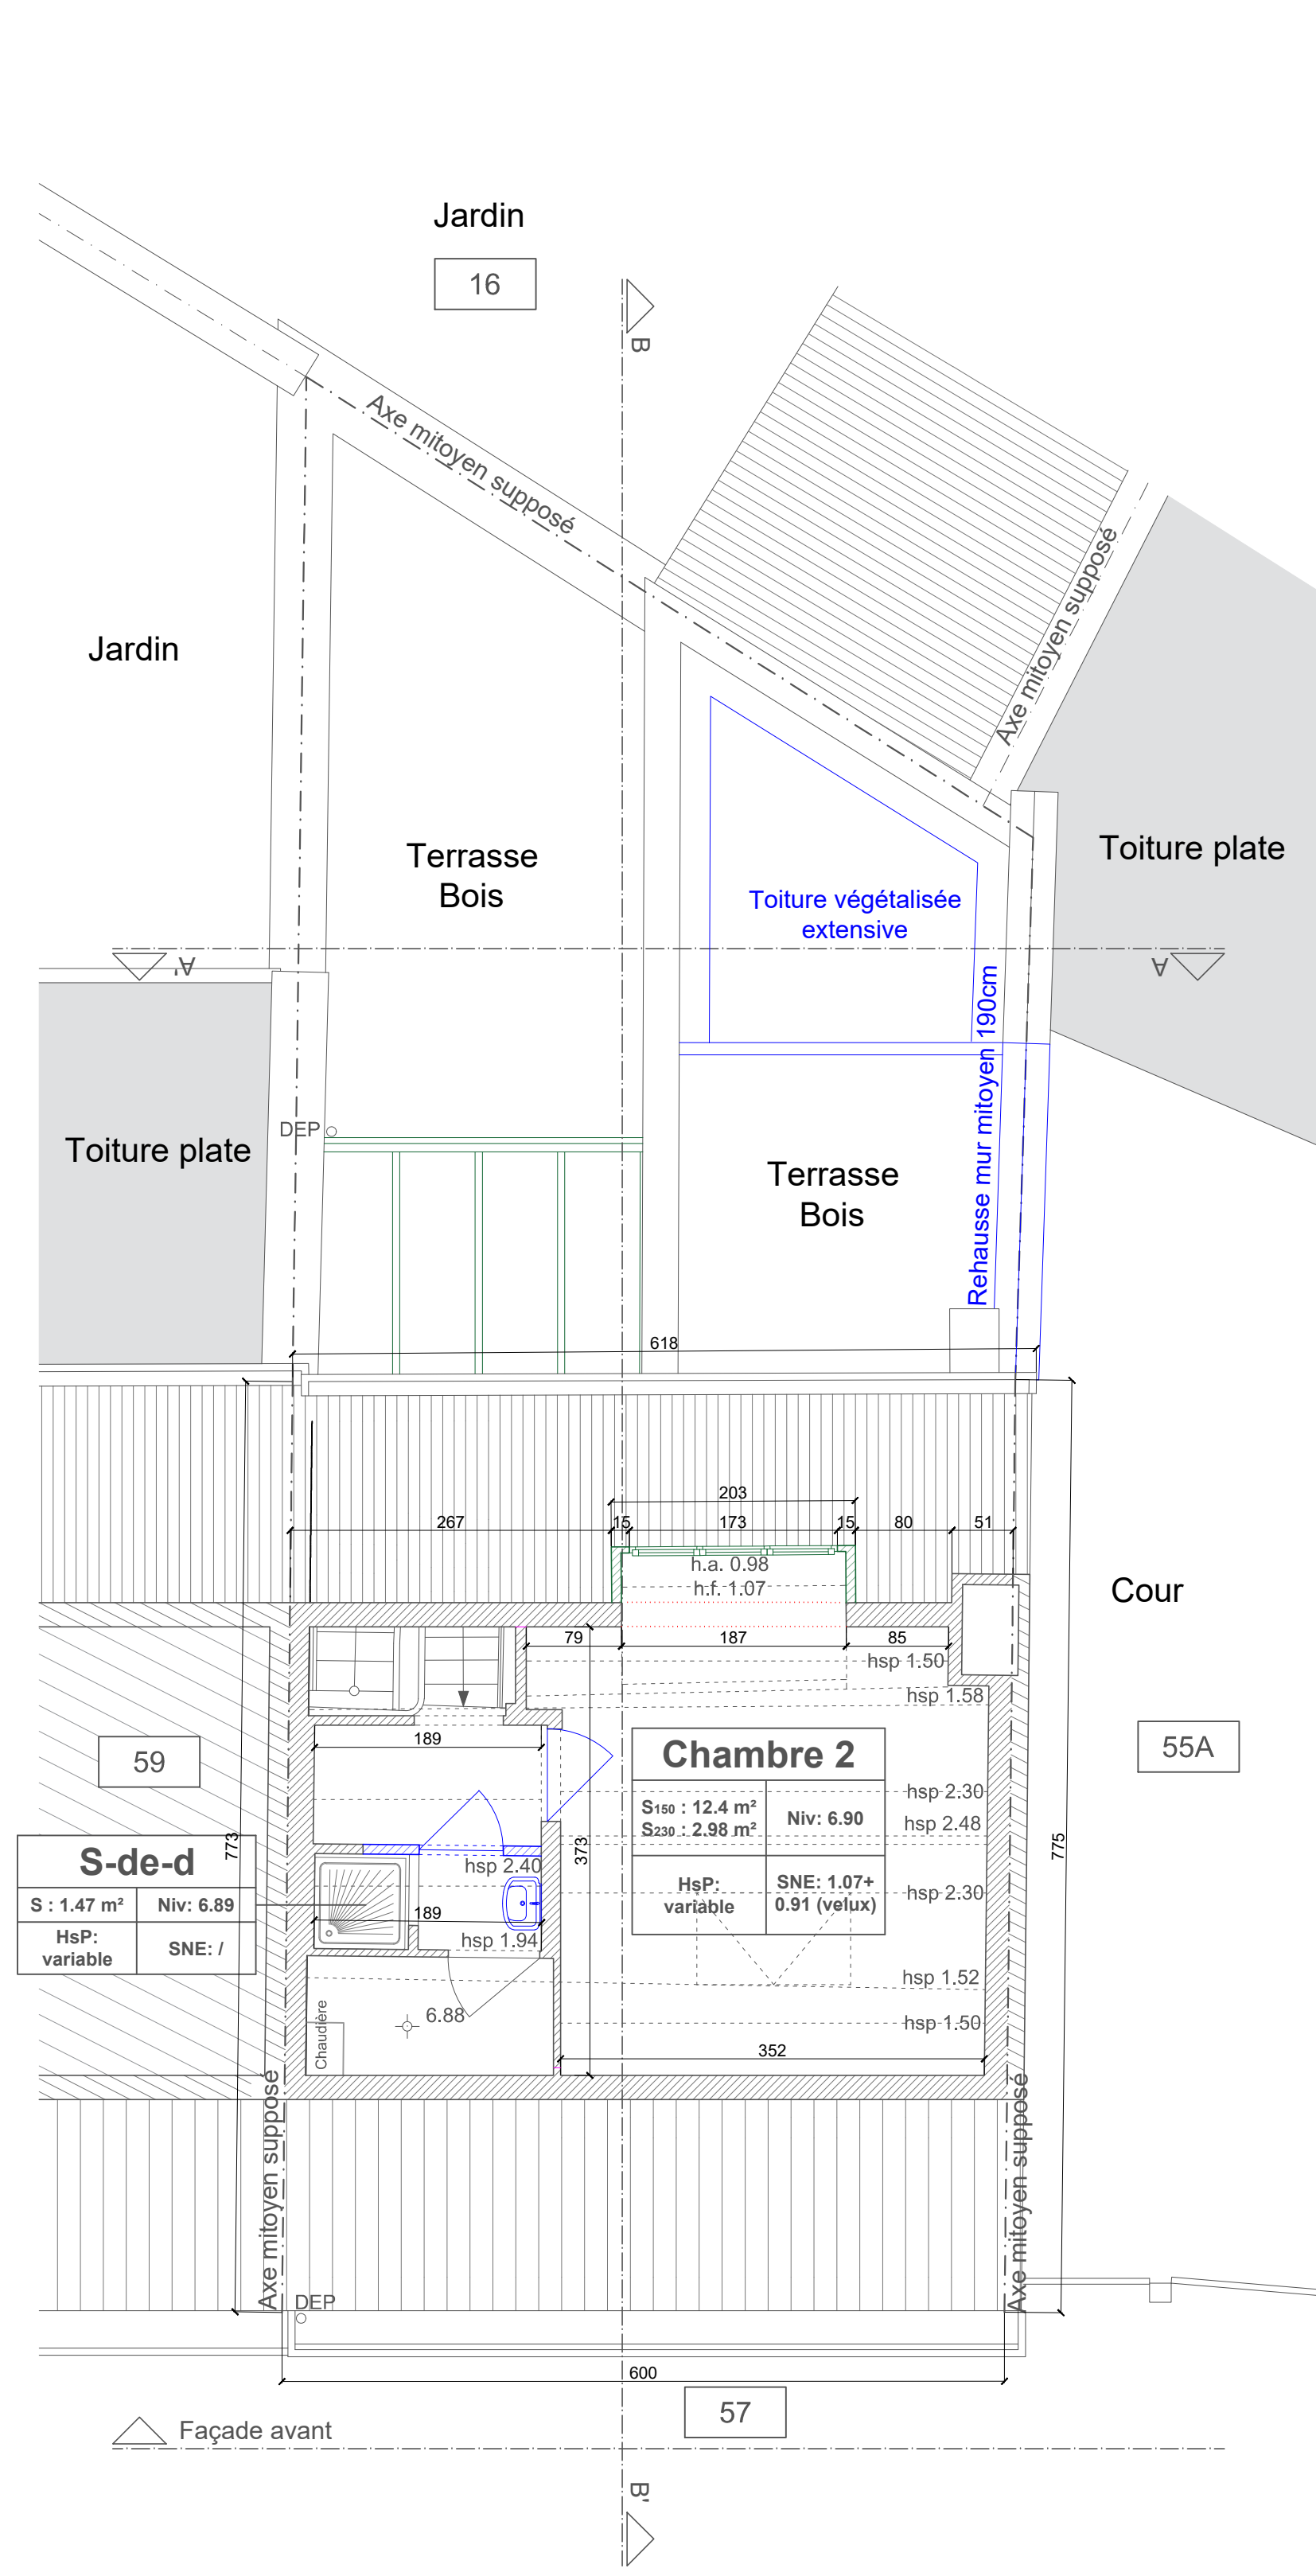 Jardin
16
B
Axe mitoyen supposé
Axe mitoyen supposé
Jardin
Terrasse
Bois
Toiture plate
Toiture végétalisée
extensive
A'
A
Rehausse mur mitoyen 190cm
DEP
Toiture plate
Terrasse
Bois
618
203
267
15
173
15
80
51
h.a. 0.98
h.f. 1.07
Cour
79
187
85
hsp 1.50
hsp 1.58
189
59
Chambre 2
S150 : 12.4 m²
S230 : 2.98 m²
Niv: 6.90
HsP:
variable
SNE: 1.07+
0.91 (velux)
55A
hsp 2.30
hsp 2.48
773
373
775
S-de-d
S : 1.47 m²
Niv: 6.89
HsP:
variable
SNE: /
hsp 2.40
hsp 2.30
189
hsp 1.94
hsp 1.52
6.88
Chaudière
hsp 1.50
352
Axe mitoyen supposé
Axe mitoyen supposé
DEP
600
57
Façade avant
B'